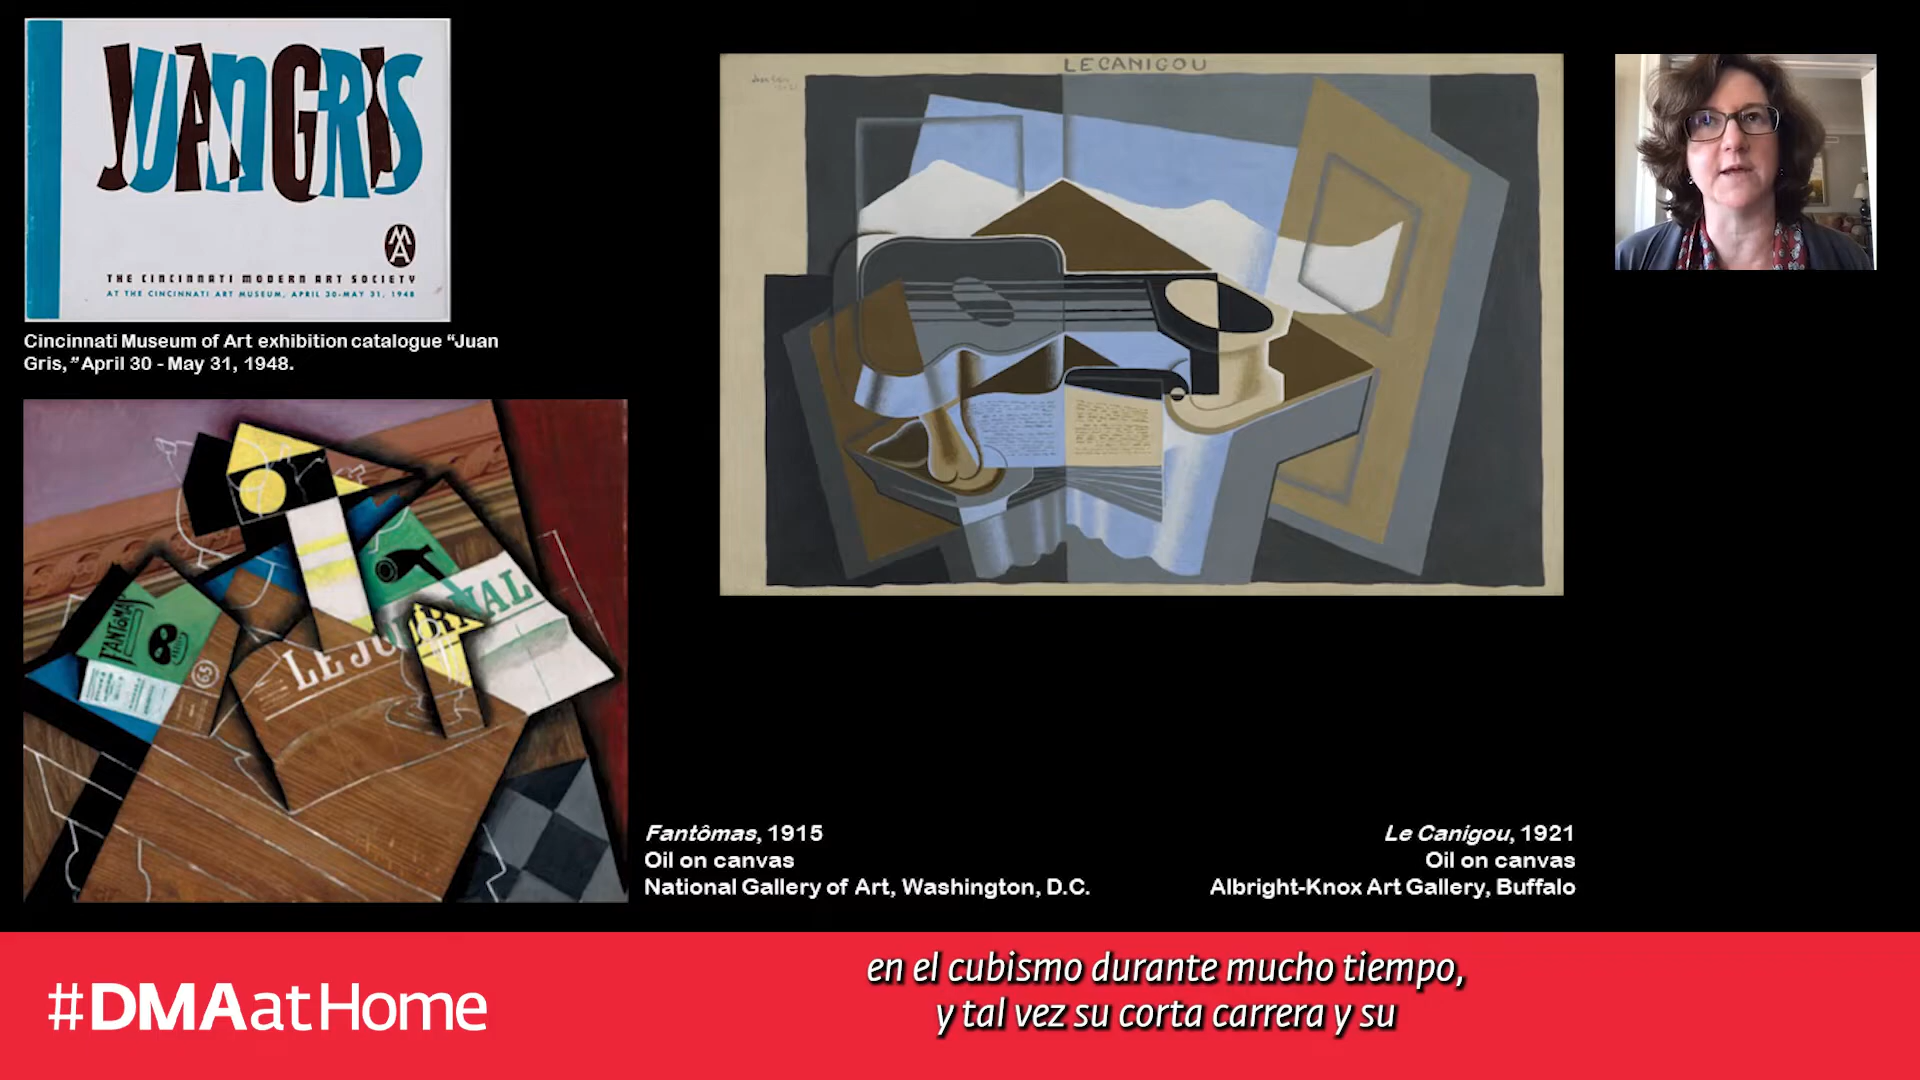 JUAN GRIS
MA
THE CINCINNATI MODERN ART SOCIETY
AT THE CINCINNATI ART MUSEUM, APRIL 30-MAY 31, 1948
Cincinnati Museum of Art exhibition catalogue “Juan
Gris,” April 30 - May 31, 1948.
LE CANIGOU
FANTÔMAS
65
LE JOURNAL
Fantômas, 1915
Oil on canvas
National Gallery of Art, Washington, D.C.
Le Canigou, 1921
Oil on canvas
Albright-Knox Art Gallery, Buffalo
#DMAatHome
en el cubismo durante mucho tiempo,
y tal vez su corta carrera y su